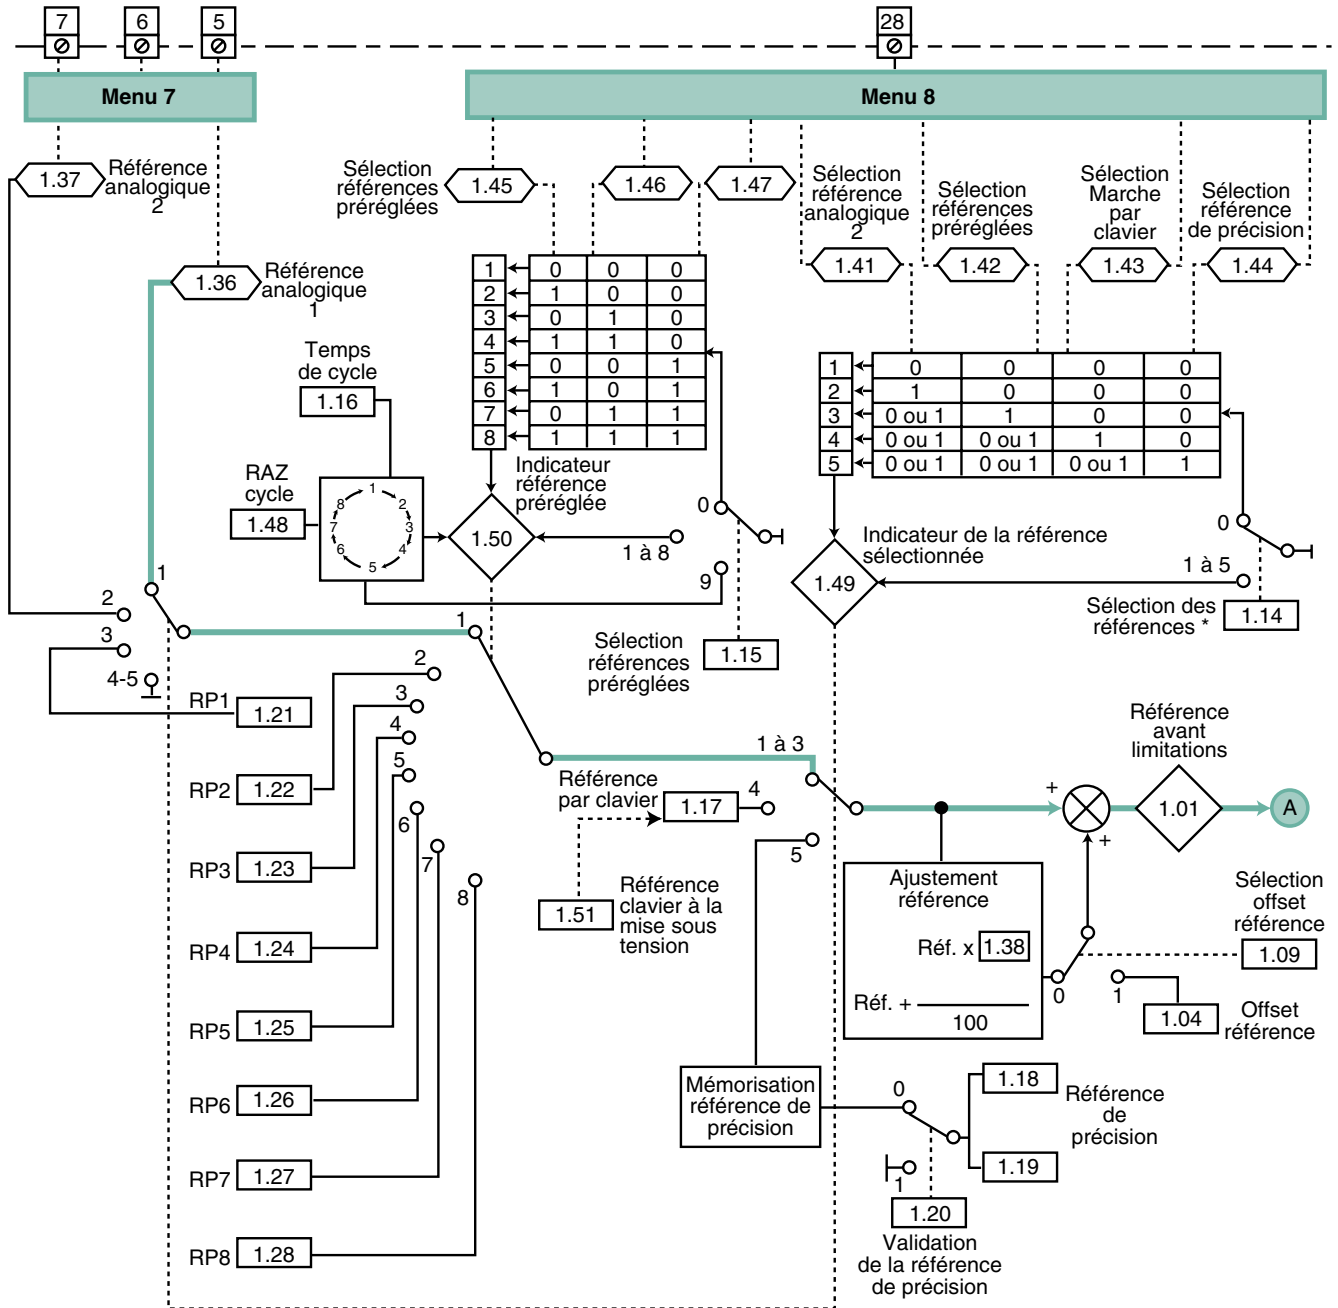 7 6 5 28
Menu 7
Menu 8
1.37
Référence
analogique
2
1.36
Référence
analogique
1
Sélection
références
préréglées
1.45
1.46
1.47
Sélection
référence
analogique
2
1.41
Sélection
références
préréglées
1.42
Sélection
Marche
par
clavier
1.43
Sélection
référence
de précision
1.44
1 0 0 0
2 1 0 0
3 0 1 0
4 1 1 0
5 0 0 1
6 1 0 1
7 0 1 1
8 1 1 1
1 0 0 0 0
2 1 0 0 0
3 0 ou 1 1 0 0
4 0 ou 1 0 ou 1 1 0
5 0 ou 1 0 ou 1 0 ou 1 1
Temps
de cycle
1.16
RAZ
cycle
1.48
1
2
3
4
5
6
7
8
Indicateur
référence
préréglée
1.50
0
1 à 8
9
Sélection
références
préréglées
1.15
Indicateur de la référence
sélectionnée
1.49
0
1 à 5
Sélection des
références *
1.14
1
2
3
4-5
1
2
3
4
5
6
7
8
RP1 1.21
RP2 1.22
RP3 1.23
RP4 1.24
RP5 1.25
RP6 1.26
RP7 1.27
RP8 1.28
1 à 3
Référence
par clavier
1.17
4
5
1.51
Référence
clavier à la
mise sous
tension
Référence
avant
limitations
+
+
1.01
A
Ajustement
référence
Réf. x 1.38
Réf. +
100
0
1
Sélection
offset
référence
1.09
1.04
Offset
référence
Mémorisation
référence de
précision
0
1
1.18
1.19
Référence
de
précision
1.20
Validation
de la référence
de précision